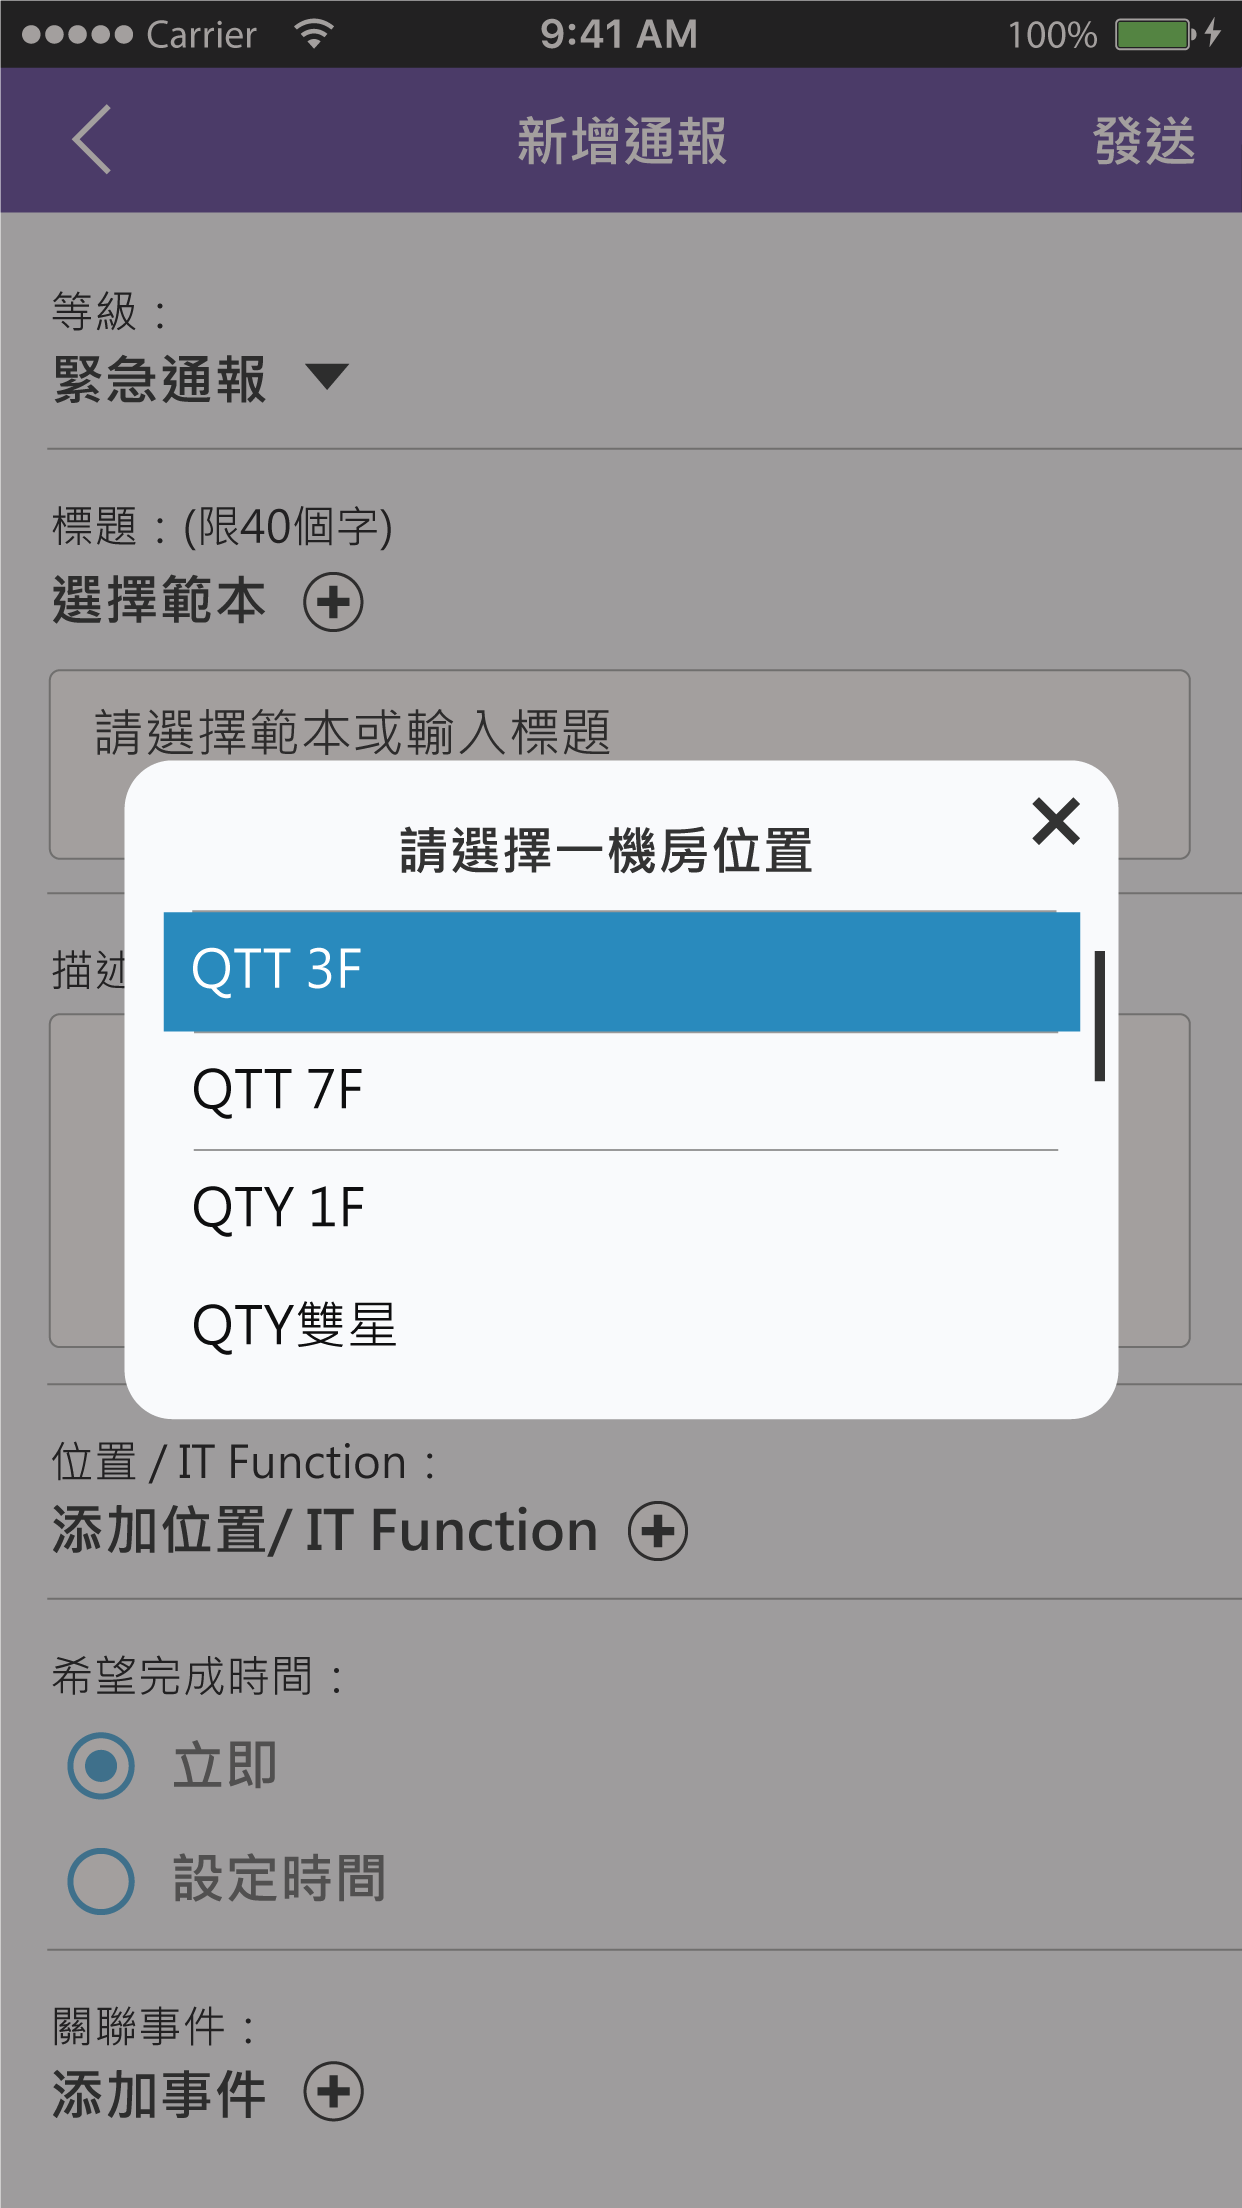 Carrier 9:41 AM 100%
新增通報 發送
等級：
緊急通報
標題：(限40個字)
選擇範本
請選擇範本或輸入標題
請選擇一機房位置
QTT 3F
QTT 7F
QTY 1F
QTY雙星
描述
位置 / IT Function：
添加位置/ IT Function
希望完成時間：
立即
設定時間
關聯事件：
添加事件